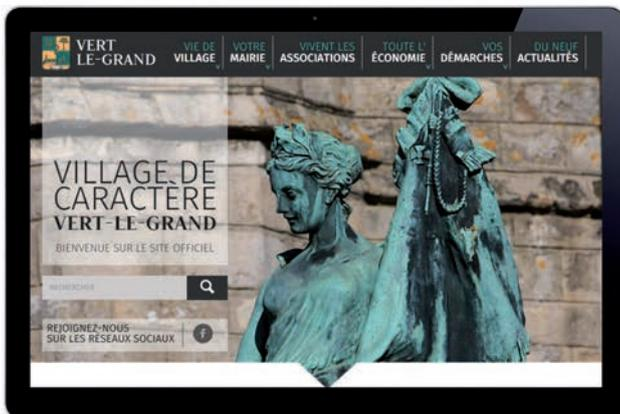 VERT
LE-GRAND
VIE DE
VILLAGE
VOTRE
MAIRIE
VIVENT LES
ASSOCIATIONS
TOUTE L'
ÉCONOMIE
VOS
DÉMARCHES
DU NEUF
ACTUALITÉS
VILLAGE DE
CARACTÈRE
VERT-LE-GRAND
BIENVENUE SUR LE SITE OFFICIEL
RECHERCHER
REJOIGNEZ-NOUS
SUR LES RÉSEAUX SOCIAUX
f